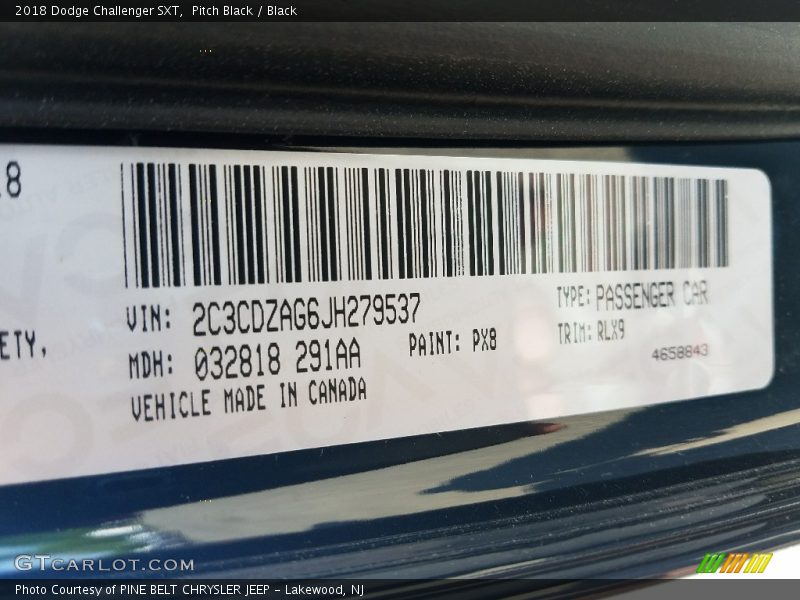 2018 Dodge Challenger SXT, Pitch Black / Black
8
VIN: 2C3CDZAG6JH279537
TYPE: PASSENGER CAR
ETY,
MDH: 032818 291AA
PAINT: PX8
TRIM: RLX9
4658843
VEHICLE MADE IN CANADA
GTCARLOT.COM
Photo Courtesy of PINE BELT CHRYSLER JEEP - Lakewood, NJ